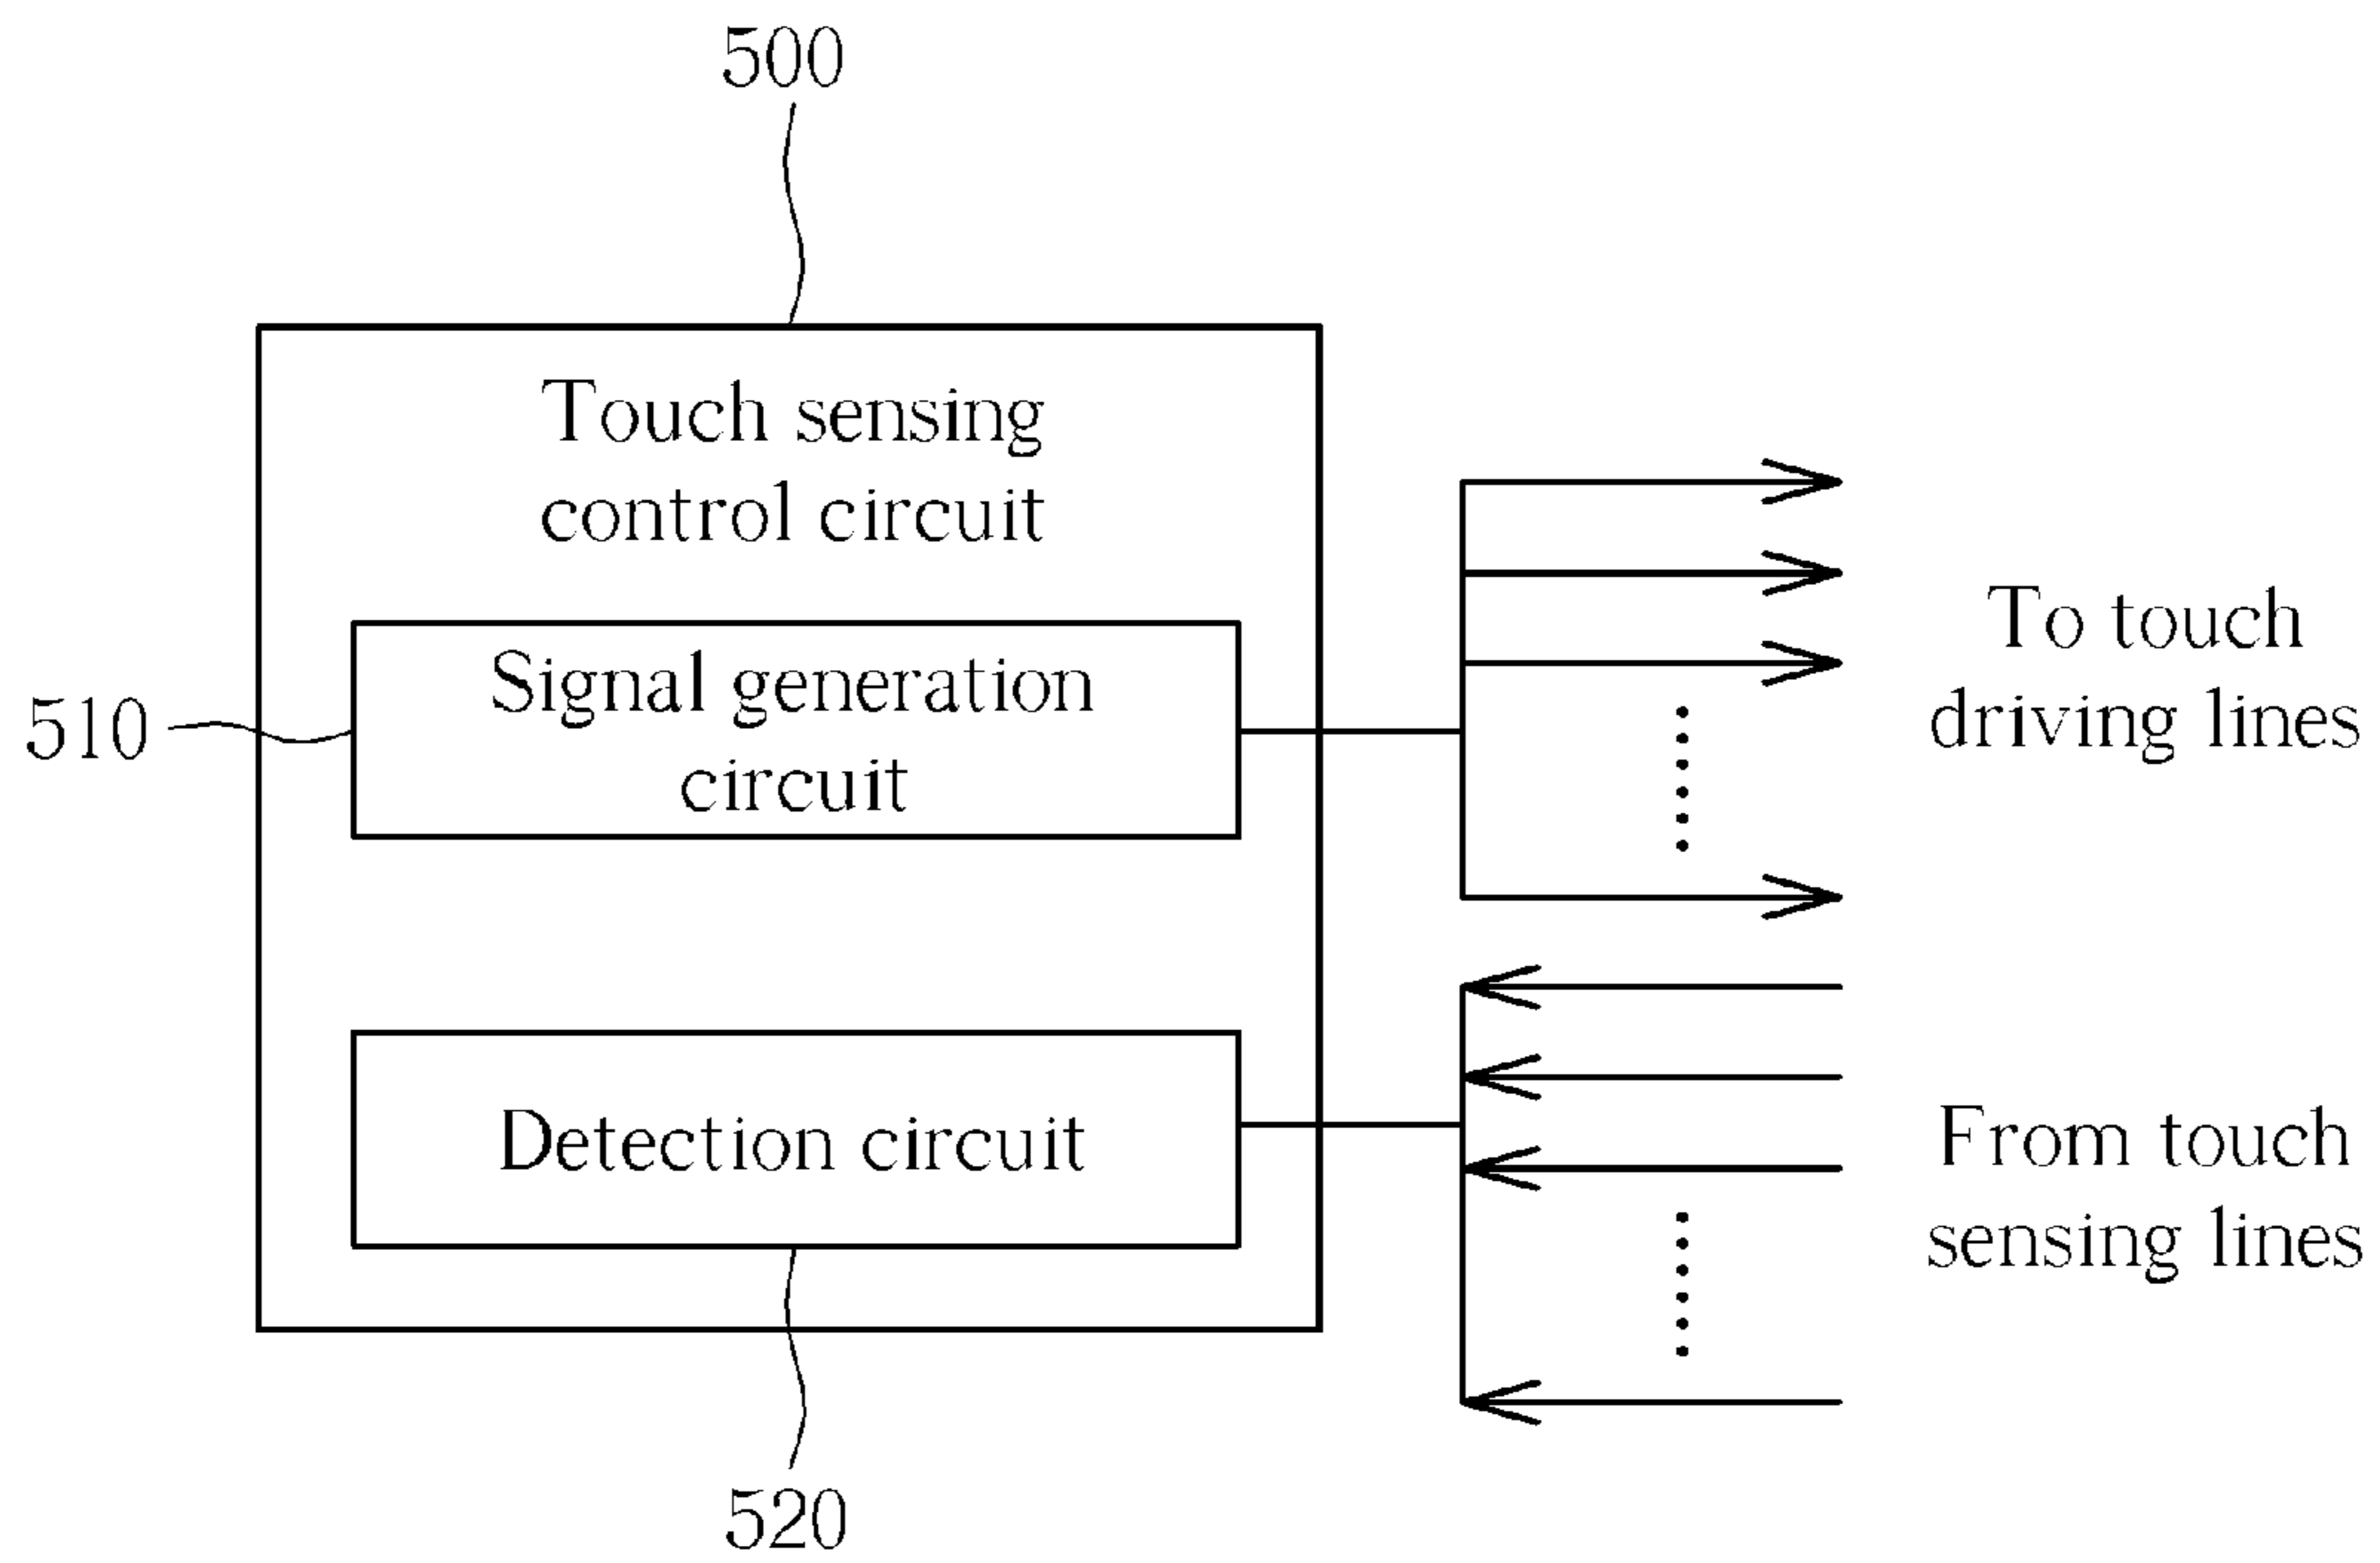 500
Touch sensing
control circuit
510
Signal generation
circuit
To touch
driving lines
Detection circuit
From touch
sensing lines
520